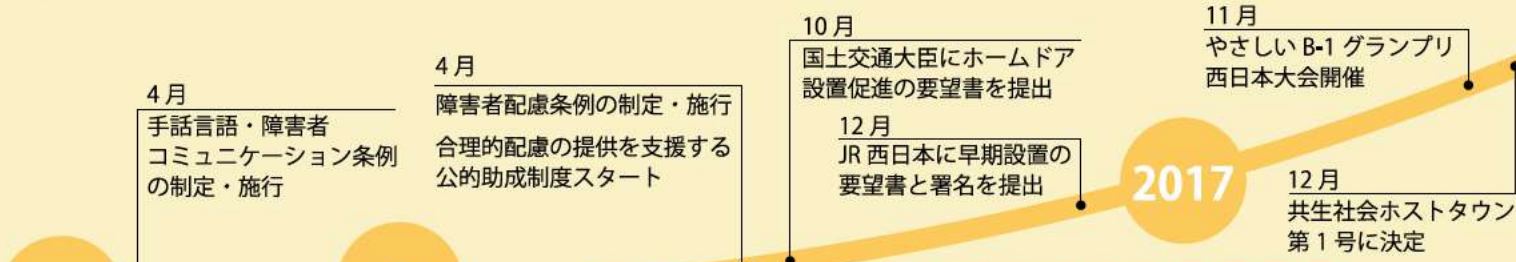 4月
手話言語・障害者
コミュニケーション条例
の制定・施行
4月
障害者配慮条例の制定・施行
合理的配慮の提供を支援する
公的助成制度スタート
10月
国土交通大臣にホームドア
設置促進の要望書を提出
12月
JR西日本に早期設置の
要望書と署名を提出
2017
11月
やさしいB-1グランプリ
西日本大会開催
12月
共生社会ホストタウン
第1号に決定